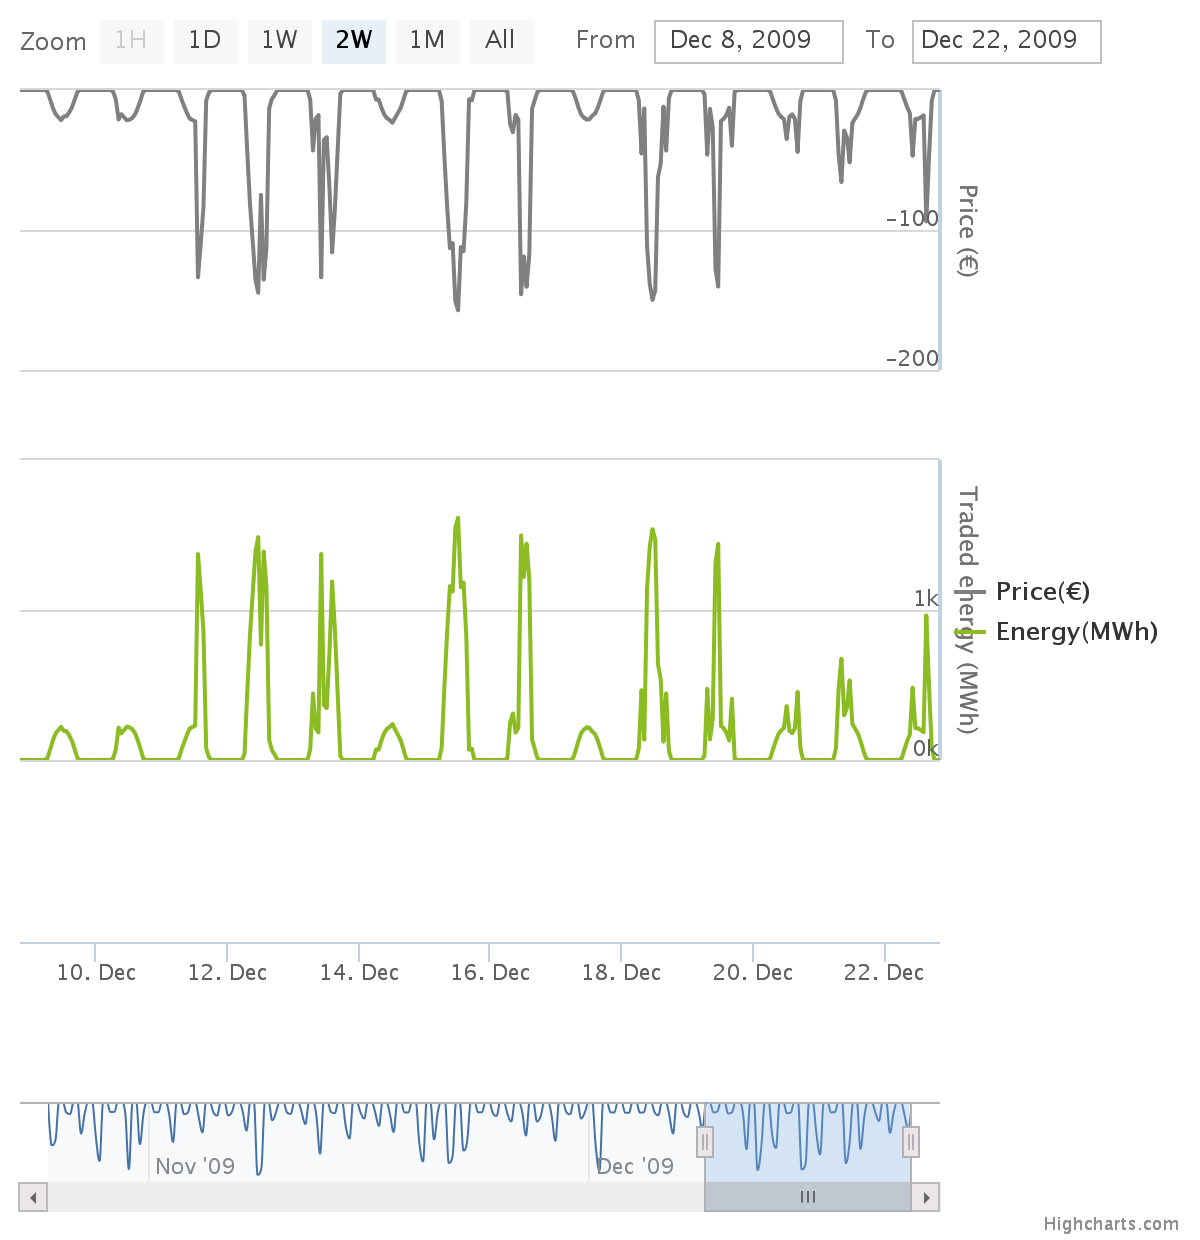 Zoom 1H 1D 1W 2W 1M All From Dec 8, 2009 To Dec 22, 2009
Price (€)
-100
-200
Traded energy (MWh)
1k
0k
Price(€)
Energy(MWh)
10. Dec 12. Dec 14. Dec 16. Dec 18. Dec 20. Dec 22. Dec
Nov '09 Dec '09
Highcharts.com